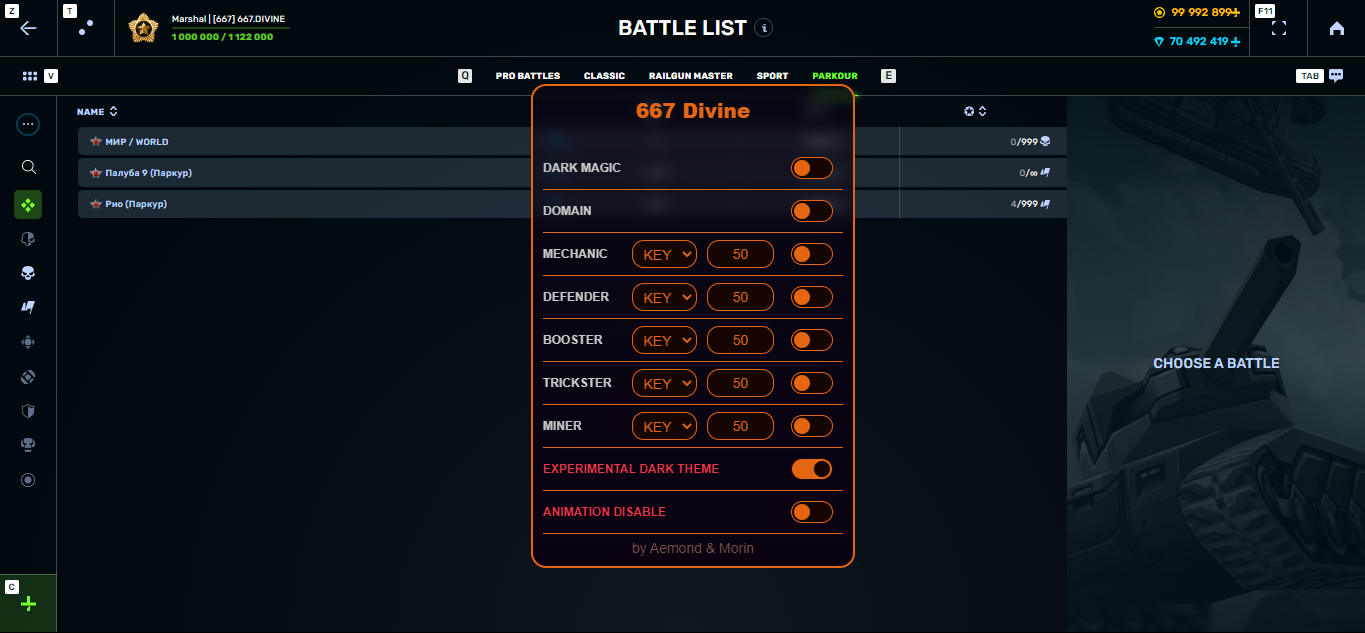 Z
T
Marshal | [667] 667.DIVINE
1 000 000 / 1 122 000
BATTLE LIST
i
99 992 899+
70 492 419+
F11
V
Q
PRO BATTLES
CLASSIC
RAILGUN MASTER
SPORT
PARKOUR
E
TAB
NAME
МИР / WORLD
0/999
Палуба 9 (Паркур)
0/∞
Рио (Паркур)
4/999
667 Divine
DARK MAGIC
DOMAIN
MECHANIC KEY 50
DEFENDER KEY 50
BOOSTER KEY 50
TRICKSTER KEY 50
MINER KEY 50
EXPERIMENTAL DARK THEME
ANIMATION DISABLE
by Aemond & Morin
CHOOSE A BATTLE
C